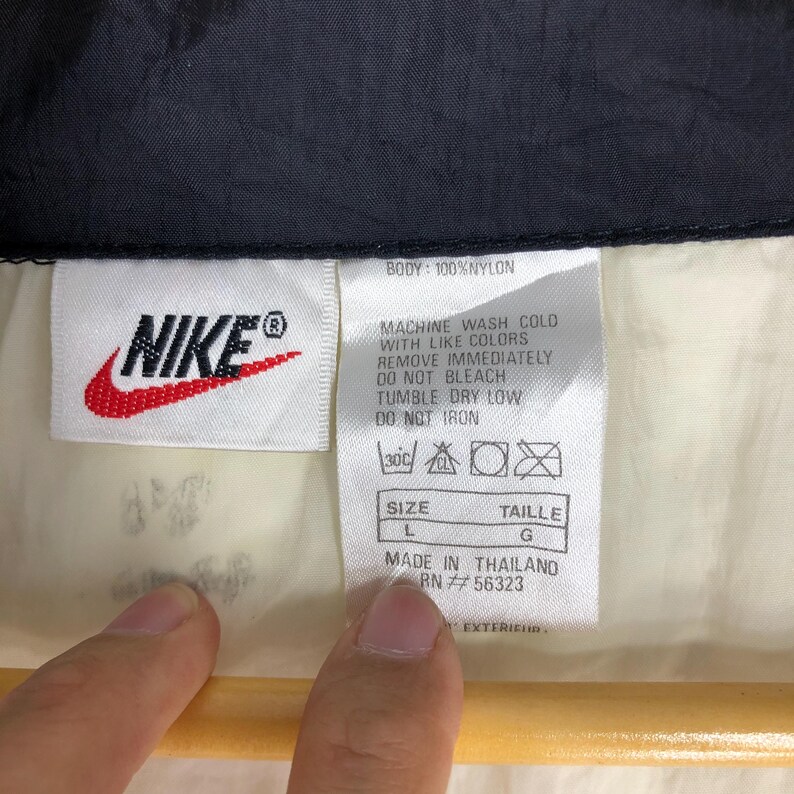 NIKE®
BODY: 100%NYLON
MACHINE WASH COLD
WITH LIKE COLORS
REMOVE IMMEDIATELY
DO NOT BLEACH
TUMBLE DRY LOW
DO NOT IRON
30C CL
SIZE TAILLE
L G
MADE IN THAILAND
RN # 56323
EXTERIEUR: